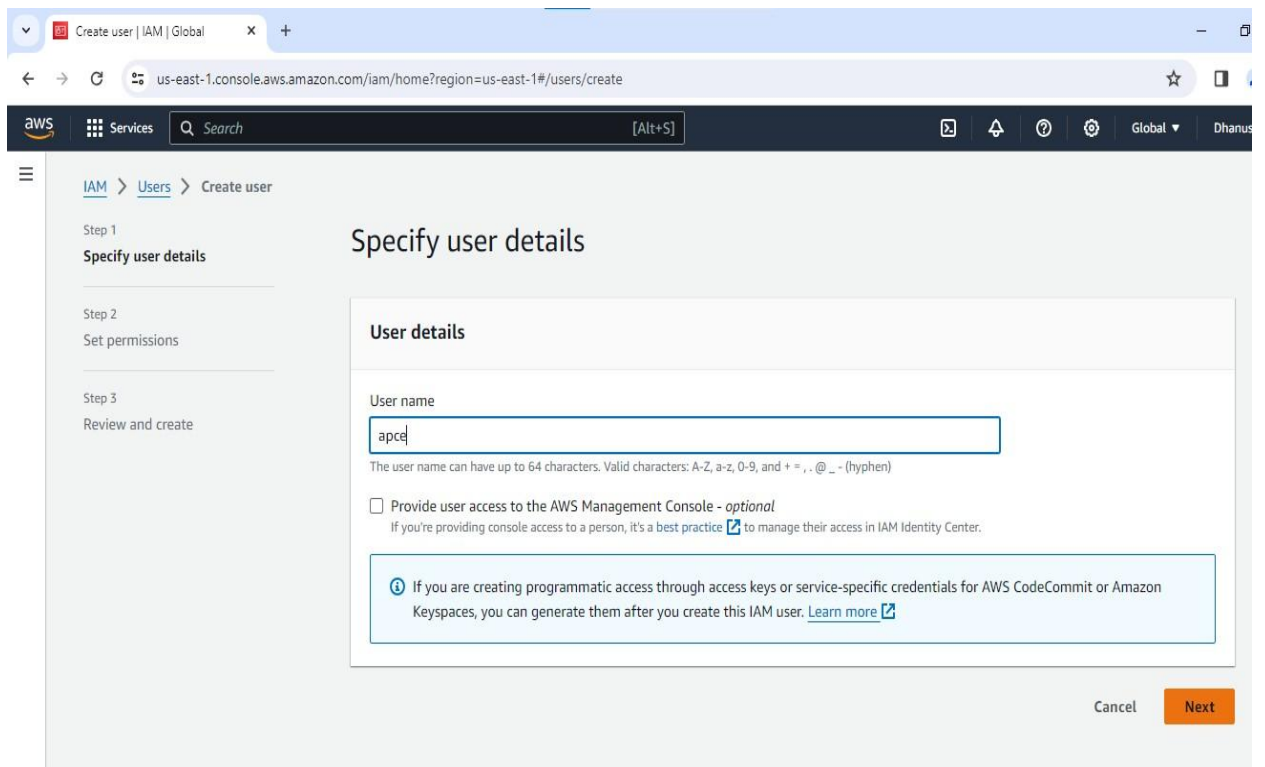 Create user | IAM | Global
us-east-1.console.aws.amazon.com/iam/home?region=us-east-1#/users/create
aws Services Search [Alt+S] Global Dhanus
IAM > Users > Create user
Step 1
Specify user details
Step 2
Set permissions
Step 3
Review and create
Specify user details
User details
User name
apce
The user name can have up to 64 characters. Valid characters: A-Z, a-z, 0-9, and + = , . @ _ - (hyphen)
Provide user access to the AWS Management Console - optional
If you're providing console access to a person, it's a best practice to manage their access in IAM Identity Center.
If you are creating programmatic access through access keys or service-specific credentials for AWS CodeCommit or Amazon
Keyspaces, you can generate them after you create this IAM user. Learn more
Cancel Next